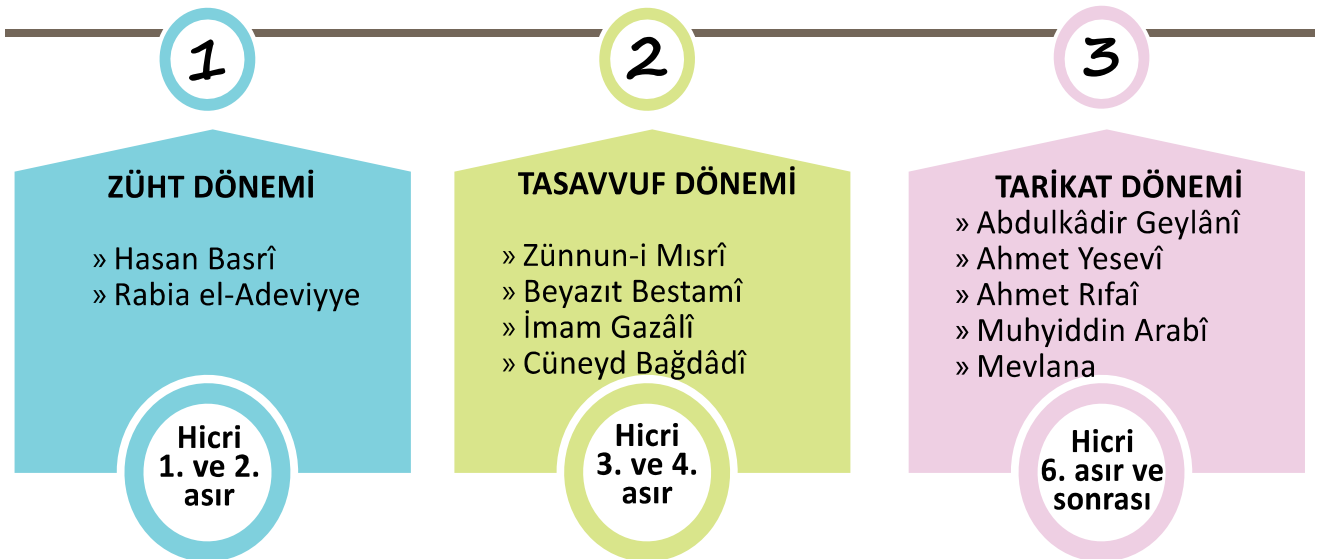 1
ZÜHT DÖNEMİ
» Hasan Basrî
» Rabia el-Adeviyye
Hicri
1. ve 2.
asır
2
TASAVVUF DÖNEMİ
» Zünnun-i Mısrî
» Beyazıt Bestamî
» İmam Gazâlî
» Cüneyd Bağdâdî
Hicri
3. ve 4.
asır
3
TARİKAT DÖNEMİ
» Abdulkâdir Geylânî
» Ahmet Yesevî
» Ahmet Rıfaî
» Muhyiddin Arabî
» Mevlana
Hicri
6. asır ve
sonrası